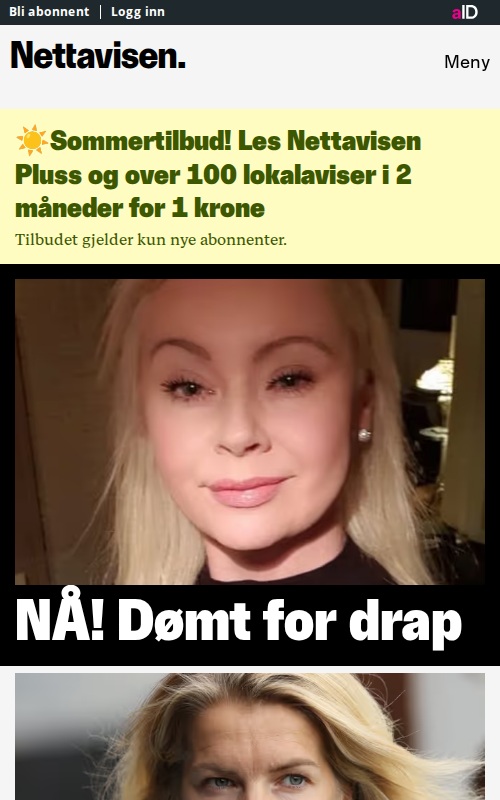 Bli abonnent | Logg inn
aID
Nettavisen.
Meny
☀️Sommertilbud! Les Nettavisen
Pluss og over 100 lokalaviser i 2
måneder for 1 krone
Tilbudet gjelder kun nye abonnenter.
NÅ! Dømt for drap